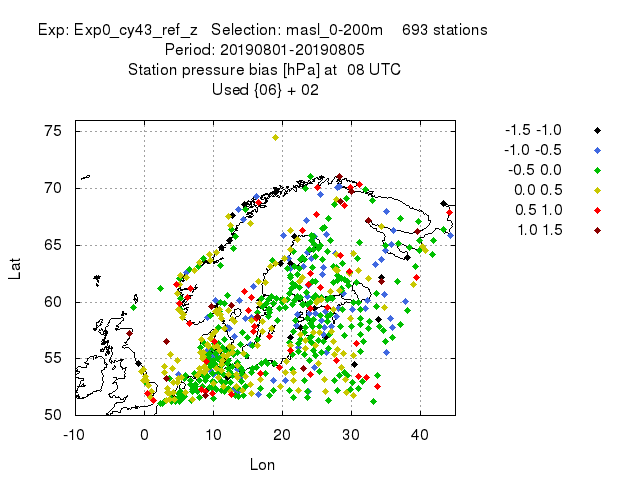 Exp: Exp0_cy43_ref_z Selection: masl_0-200m 693 stations
Period: 20190801-20190805
Station pressure bias [hPa] at 08 UTC
Used {06} + 02
-1.5 -1.0
-1.0 -0.5
-0.5 0.0
0.0 0.5
0.5 1.0
1.0 1.5
75
70
65
60
55
50
Lat
-10 0 10 20 30 40
Lon